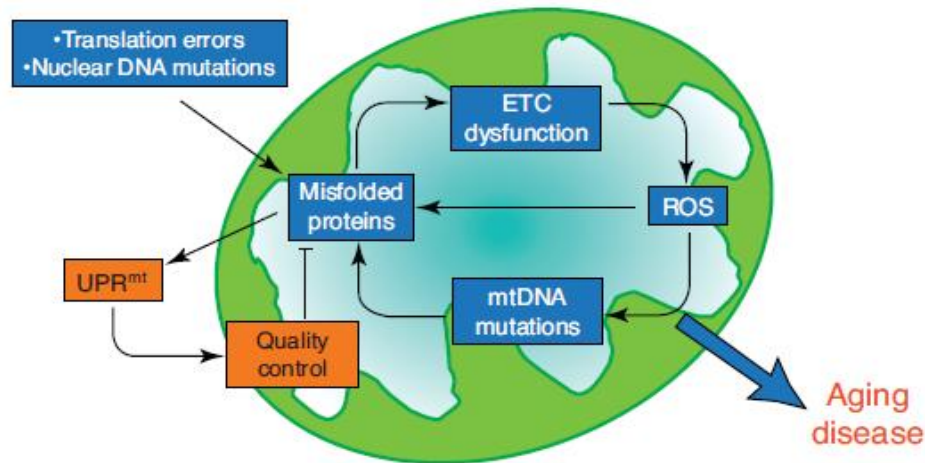 •Translation errors
•Nuclear DNA mutations
ETC
dysfunction
Misfolded
proteins
ROS
UPRmt
mtDNA
mutations
Quality
control
Aging
disease